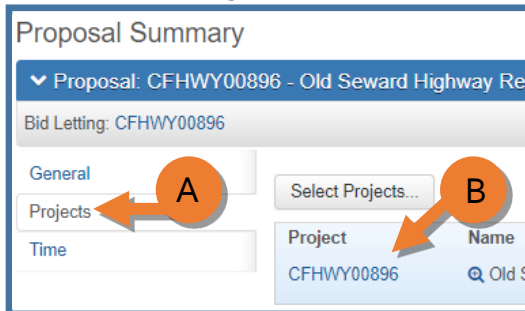 Proposal Summary
Proposal: CFHWY00896 - Old Seward Highway Re
Bid Letting: CFHWY00896
General
Projects
Time
A
Select Projects...
B
Project Name
CFHWY00896 Old S